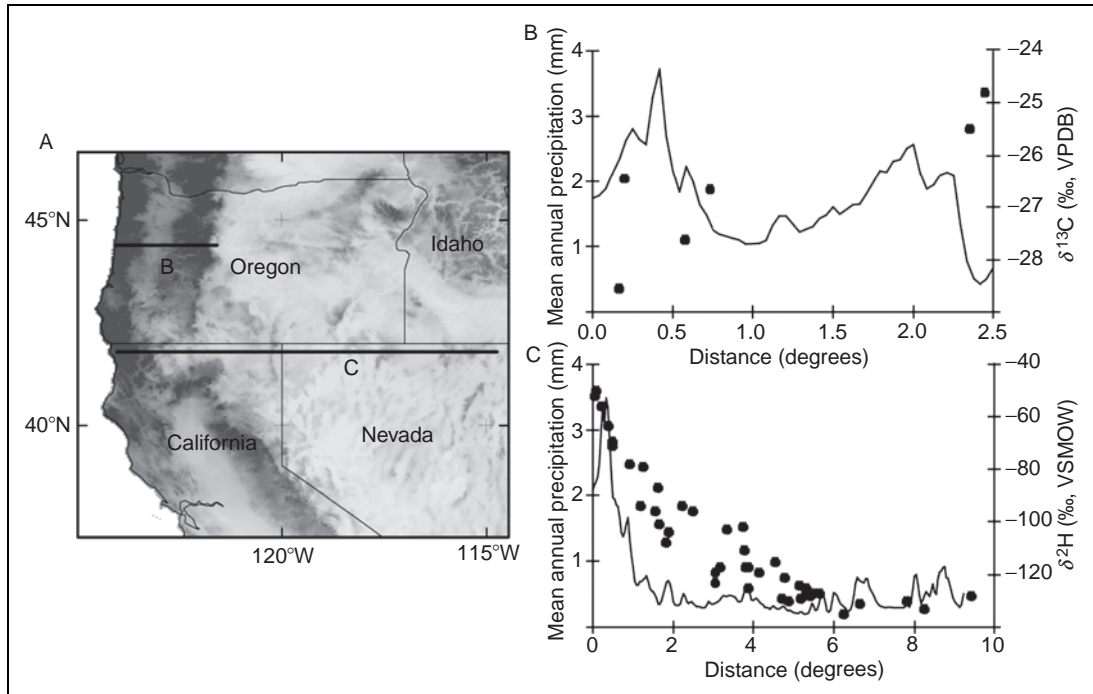 A
45°N
40°N
120°W
115°W
B
Oregon
Idaho
C
California
Nevada
B
Mean annual precipitation (mm)
4
3
2
1
0.0
0.5
1.0
1.5
2.0
2.5
Distance (degrees)
−24
−25
−26
−27
−28
δ13C (‰, VPDB)
C
Mean annual precipitation (mm)
4
3
2
1
0
2
4
6
8
10
Distance (degrees)
−40
−60
−80
−100
−120
δ2H (‰, VSMOW)